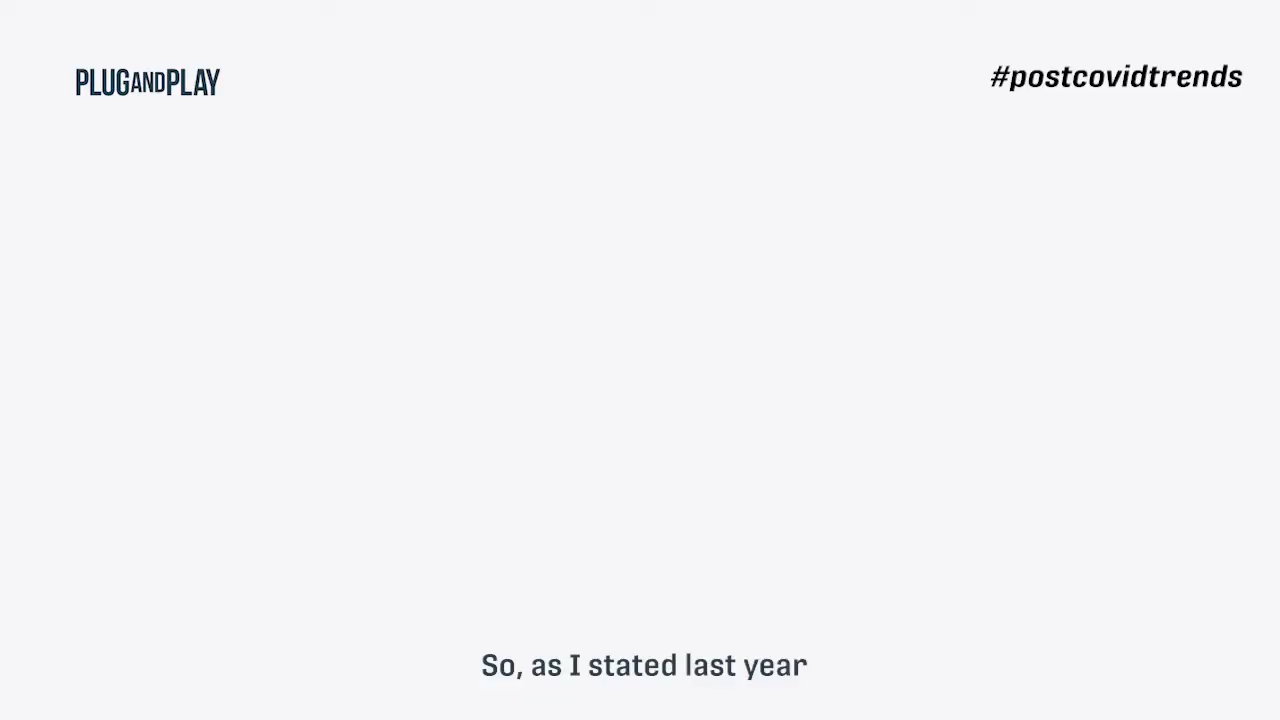 PLUGANDPLAY
#postcovidtrends
So, as I stated last year